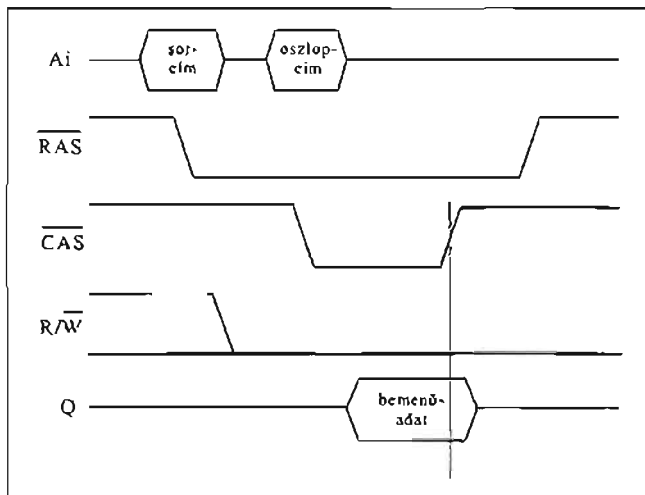 Ai
sor-
cím
oszlop-
cím
RAS
CAS
R/W
Q
bemenő-
adat